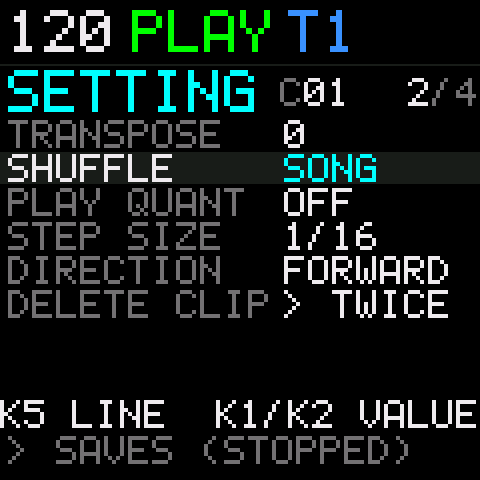 120 PLAY T1
SETTING C01 2/4
TRANSPOSE 0
SHUFFLE SONG
PLAY QUANT OFF
STEP SIZE 1/16
DIRECTION FORWARD
DELETE CLIP > TWICE
K5 LINE K1/K2 VALUE
> SAVES (STOPPED)